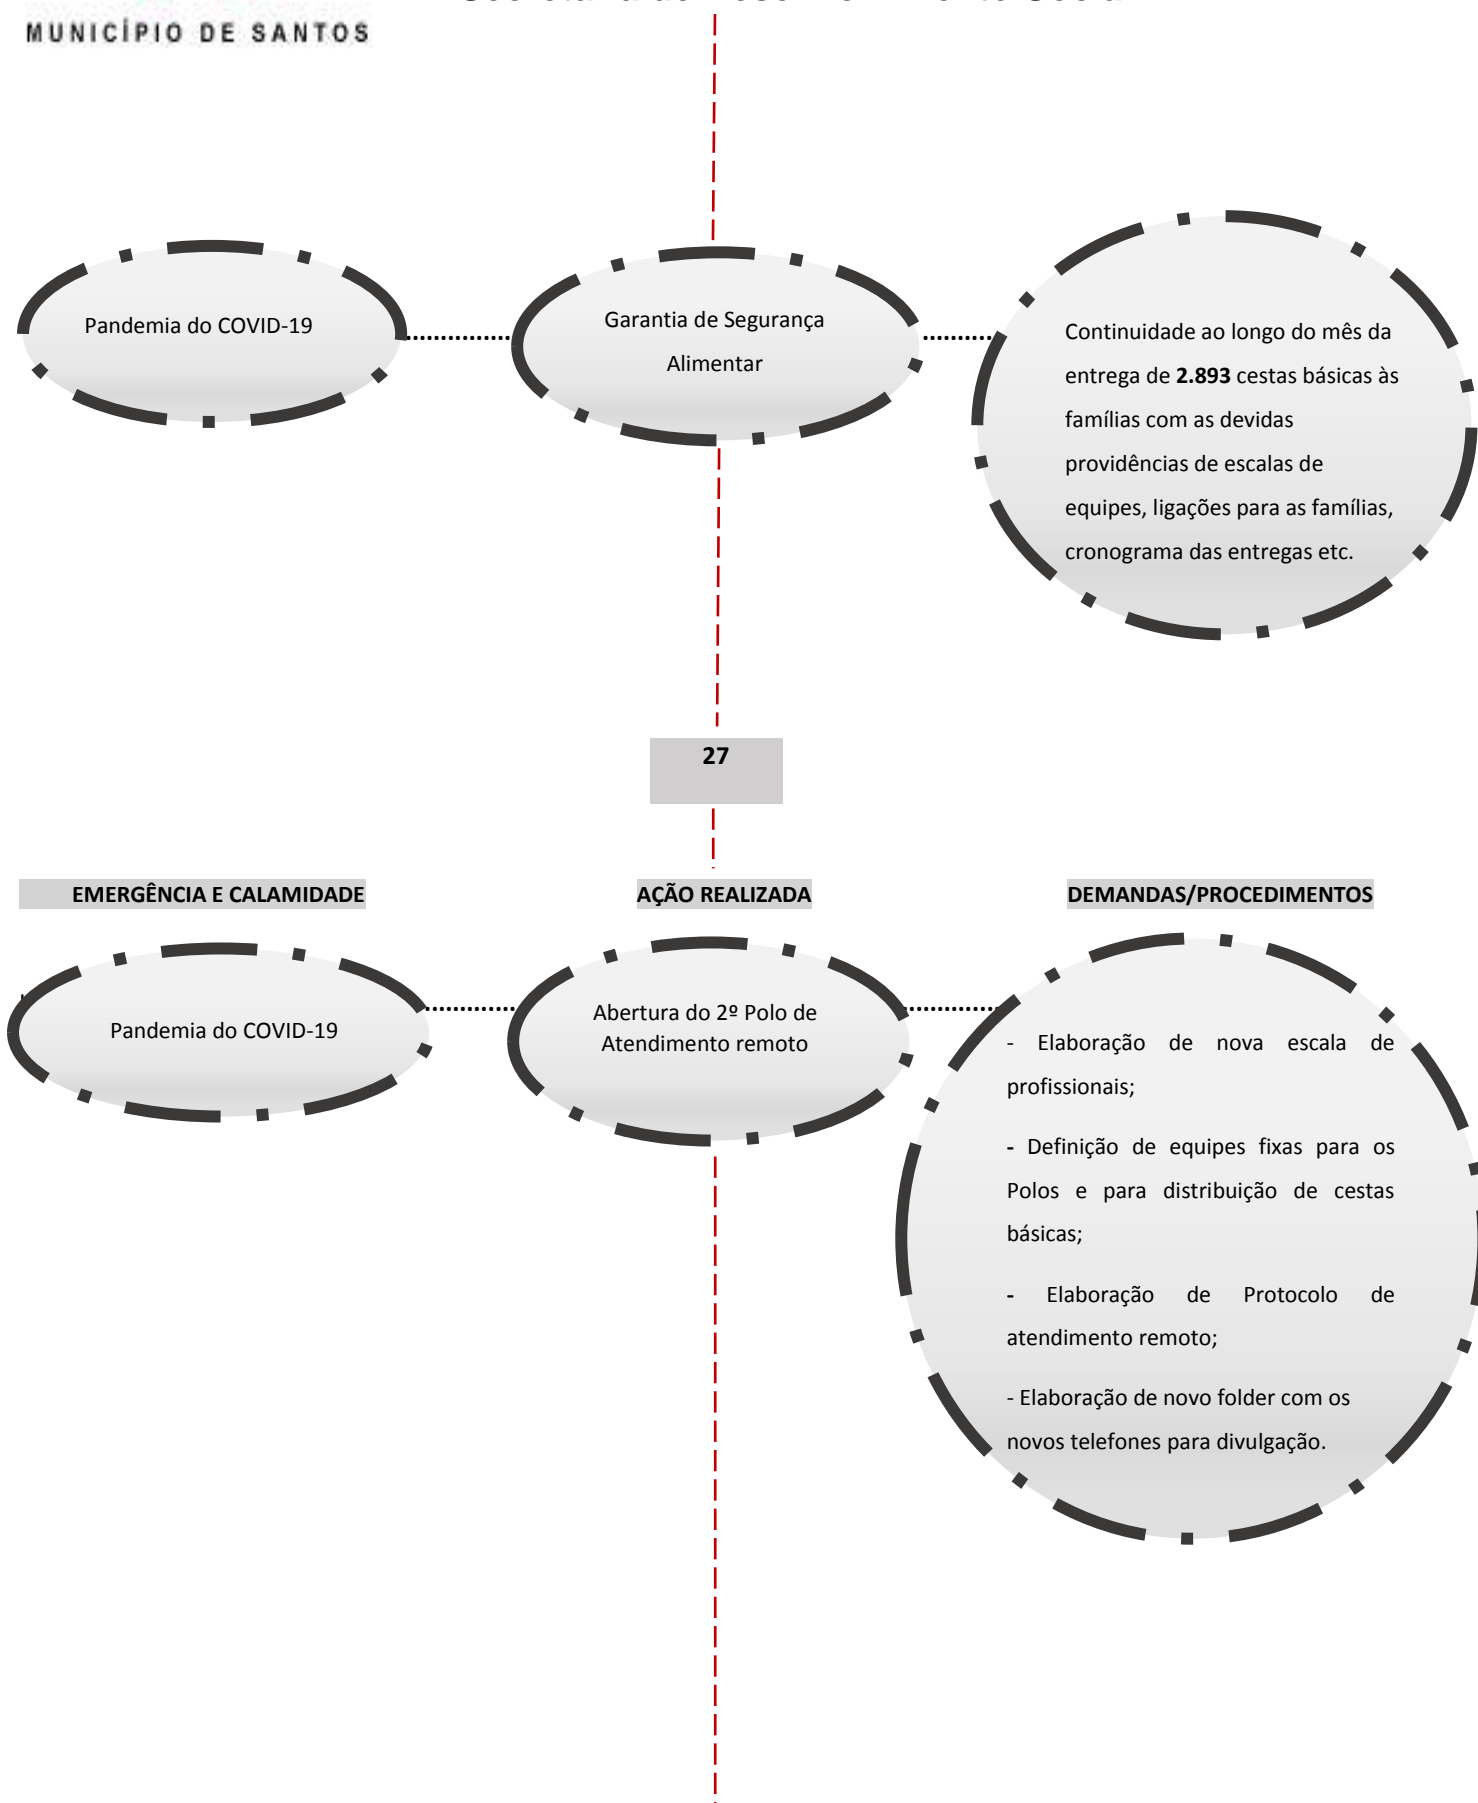 MUNICÍPIO DE SANTOS
Pandemia do COVID-19
Garantia de Segurança
Alimentar
Continuidade ao longo do mês da
entrega de 2.893 cestas básicas às
famílias com as devidas
providências de escalas de
equipes, ligações para as famílias,
cronograma das entregas etc.
27
EMERGÊNCIA E CALAMIDADE
AÇÃO REALIZADA
DEMANDAS/PROCEDIMENTOS
Pandemia do COVID-19
Abertura do 2º Polo de
Atendimento remoto
- Elaboração de nova escala de
profissionais;
- Definição de equipes fixas para os
Polos e para distribuição de cestas
básicas;
- Elaboração de Protocolo de
atendimento remoto;
- Elaboração de novo folder com os
novos telefones para divulgação.